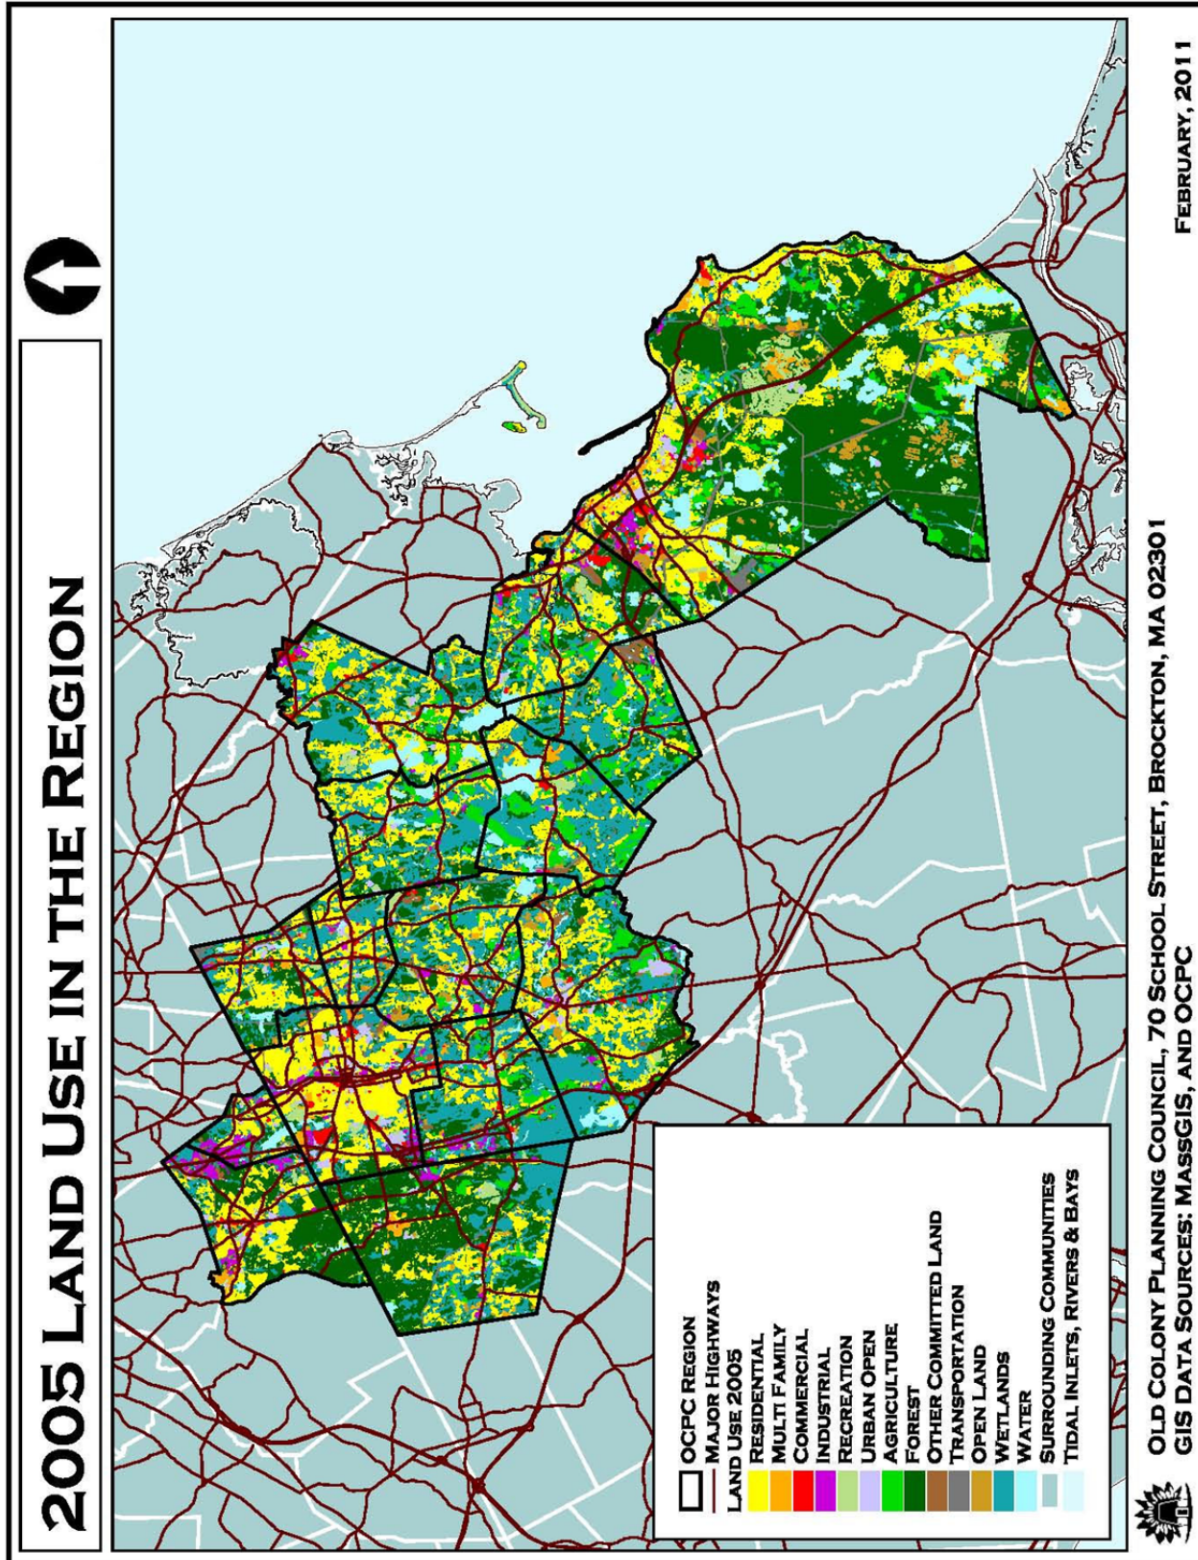 2005 LAND USE IN THE REGION
OCPC REGION
MAJOR HIGHWAYS
LAND USE 2005
RESIDENTIAL
MULTI FAMILY
COMMERCIAL
INDUSTRIAL
RECREATION
URBAN OPEN
AGRICULTURE
FOREST
OTHER COMMITTED LAND
TRANSPORTATION
OPEN LAND
WETLANDS
WATER
SURROUNDING COMMUNITIES
TIDAL INLETS, RIVERS & BAYS
OLD COLONY PLANNING COUNCIL, 70 SCHOOL STREET, BROCKTON, MA 02301
GIS DATA SOURCES: MASSGIS, AND OCPC
FEBRUARY, 2011